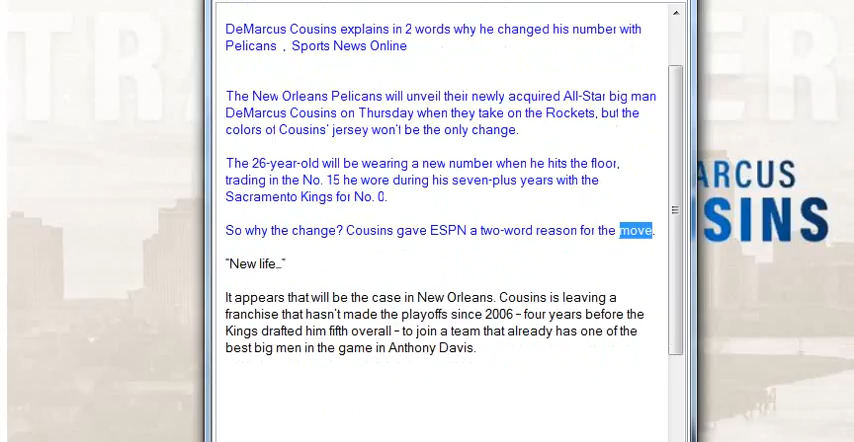 DeMarcus Cousins explains in 2 words why he changed his number with
Pelicans , Sports News Online
The New Orleans Pelicans will unveil their newly acquired All-Star big man
DeMarcus Cousins on Thursday when they take on the Rockets, but the
colors of Cousins' jersey won't be the only change.
The 26-year-old will be wearing a new number when he hits the floor,
trading in the No. 15 he wore during his seven-plus years with the
Sacramento Kings for No. 0.
So why the change? Cousins gave ESPN a two-word reason for the move.
"New life…"
It appears that will be the case in New Orleans. Cousins is leaving a
franchise that hasn't made the playoffs since 2006 – four years before the
Kings drafted him fifth overall – to join a team that already has one of the
best big men in the game in Anthony Davis.
ARCUS
SINS